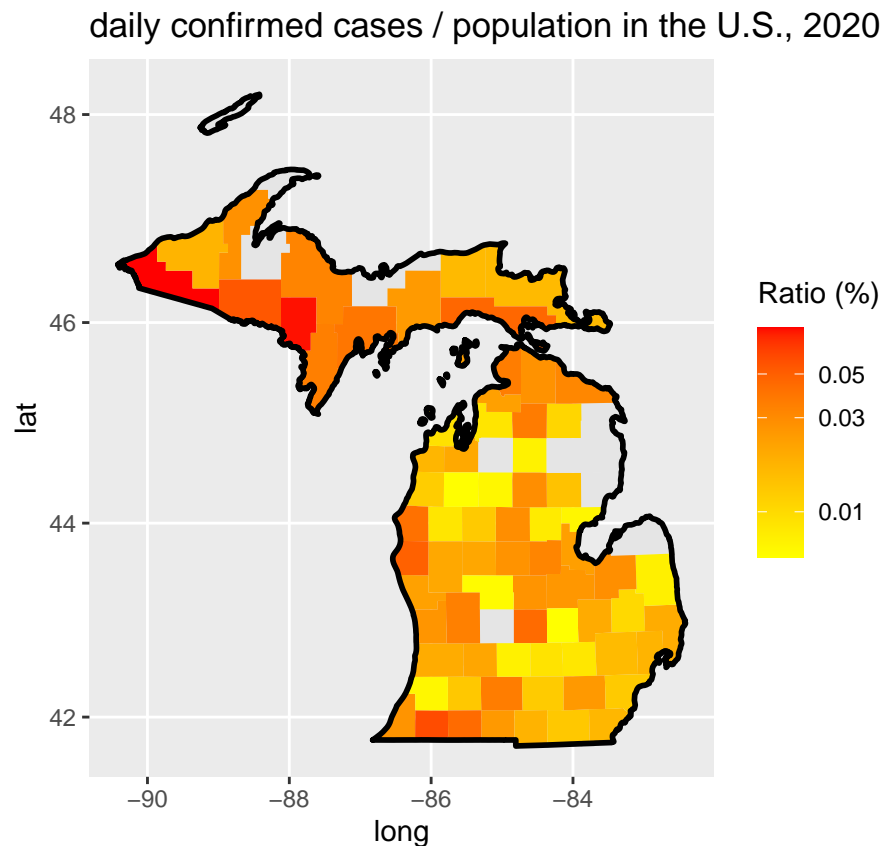 daily confirmed cases / population in the U.S., 2020
48
46
44
42
lat
−90
−88
−86
−84
long
Ratio (%)
0.05
0.03
0.01